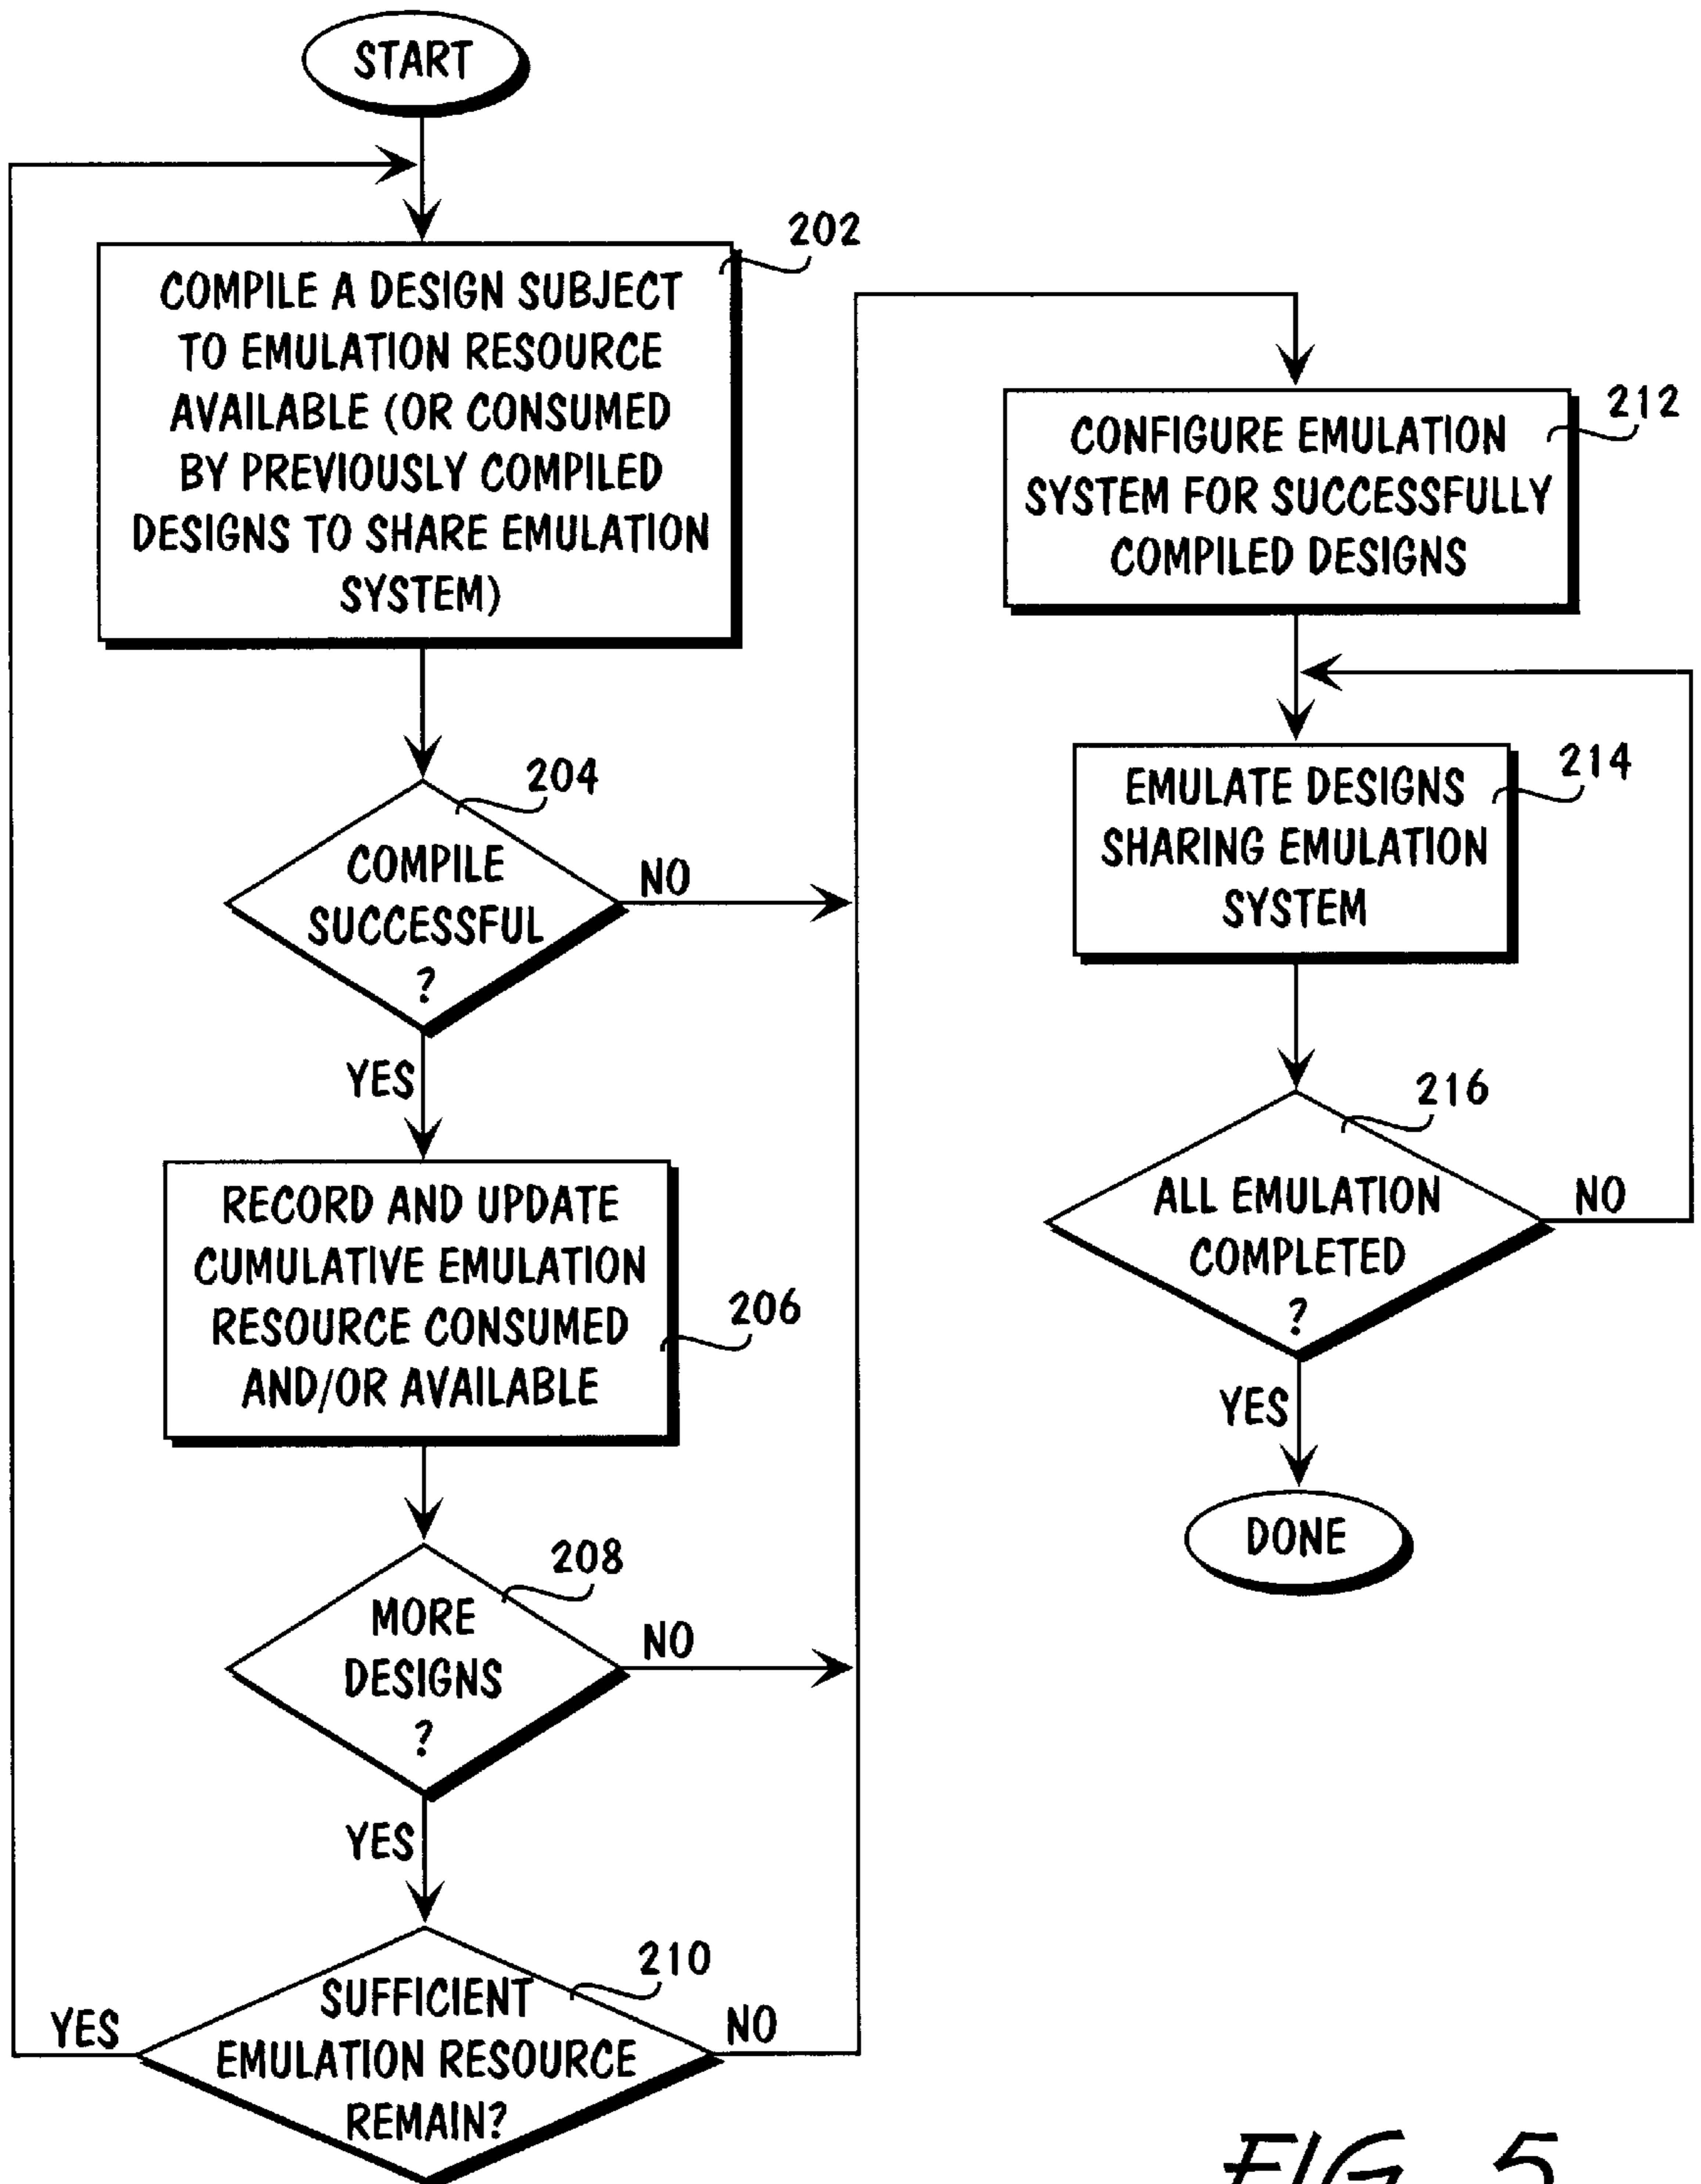 START
202
COMPILE A DESIGN SUBJECT
TO EMULATION RESOURCE
AVAILABLE (OR CONSUMED
BY PREVIOUSLY COMPILED
DESIGNS TO SHARE EMULATION
SYSTEM)
204
COMPILE
SUCCESSFUL
?
NO
YES
RECORD AND UPDATE
CUMULATIVE EMULATION
RESOURCE CONSUMED
AND/OR AVAILABLE
206
208
MORE
DESIGNS
?
NO
YES
210
SUFFICIENT
EMULATION RESOURCE
REMAIN?
YES
NO
212
CONFIGURE EMULATION
SYSTEM FOR SUCCESSFULLY
COMPILED DESIGNS
214
EMULATE DESIGNS
SHARING EMULATION
SYSTEM
216
ALL EMULATION
COMPLETED
?
NO
YES
DONE
FIG. 5